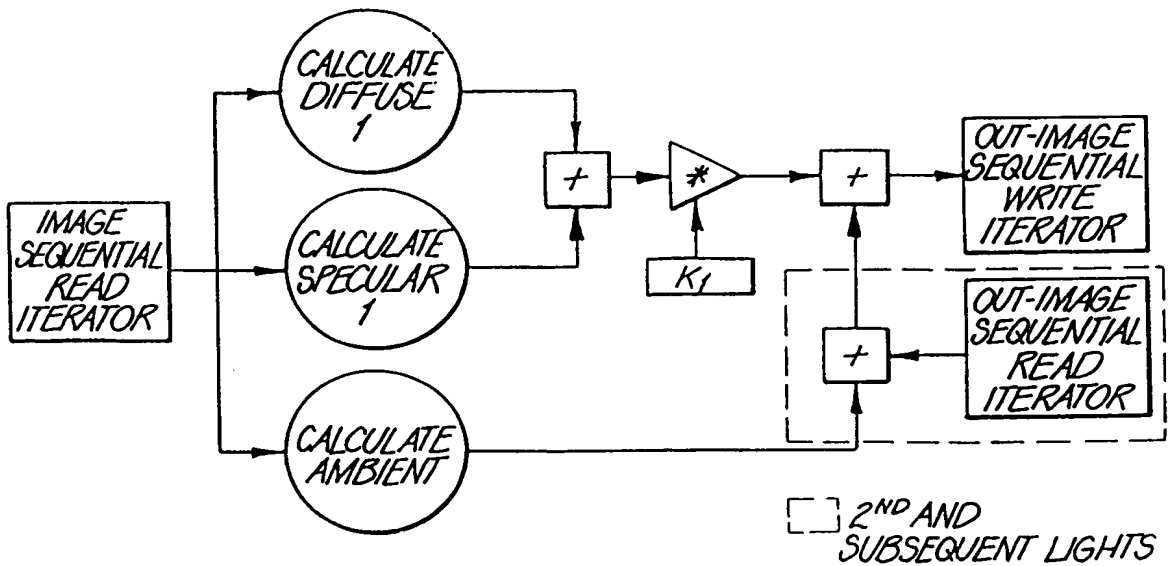 CALCULATE
DIFFUSE
1
+
*
+
OUT-IMAGE
SEQUENTIAL
WRITE
ITERATOR
IMAGE
SEQUENTIAL
READ
ITERATOR
CALCULATE
SPECULAR
1
K1
OUT-IMAGE
SEQUENTIAL
READ
ITERATOR
+
CALCULATE
AMBIENT
2ND AND
SUBSEQUENT LIGHTS